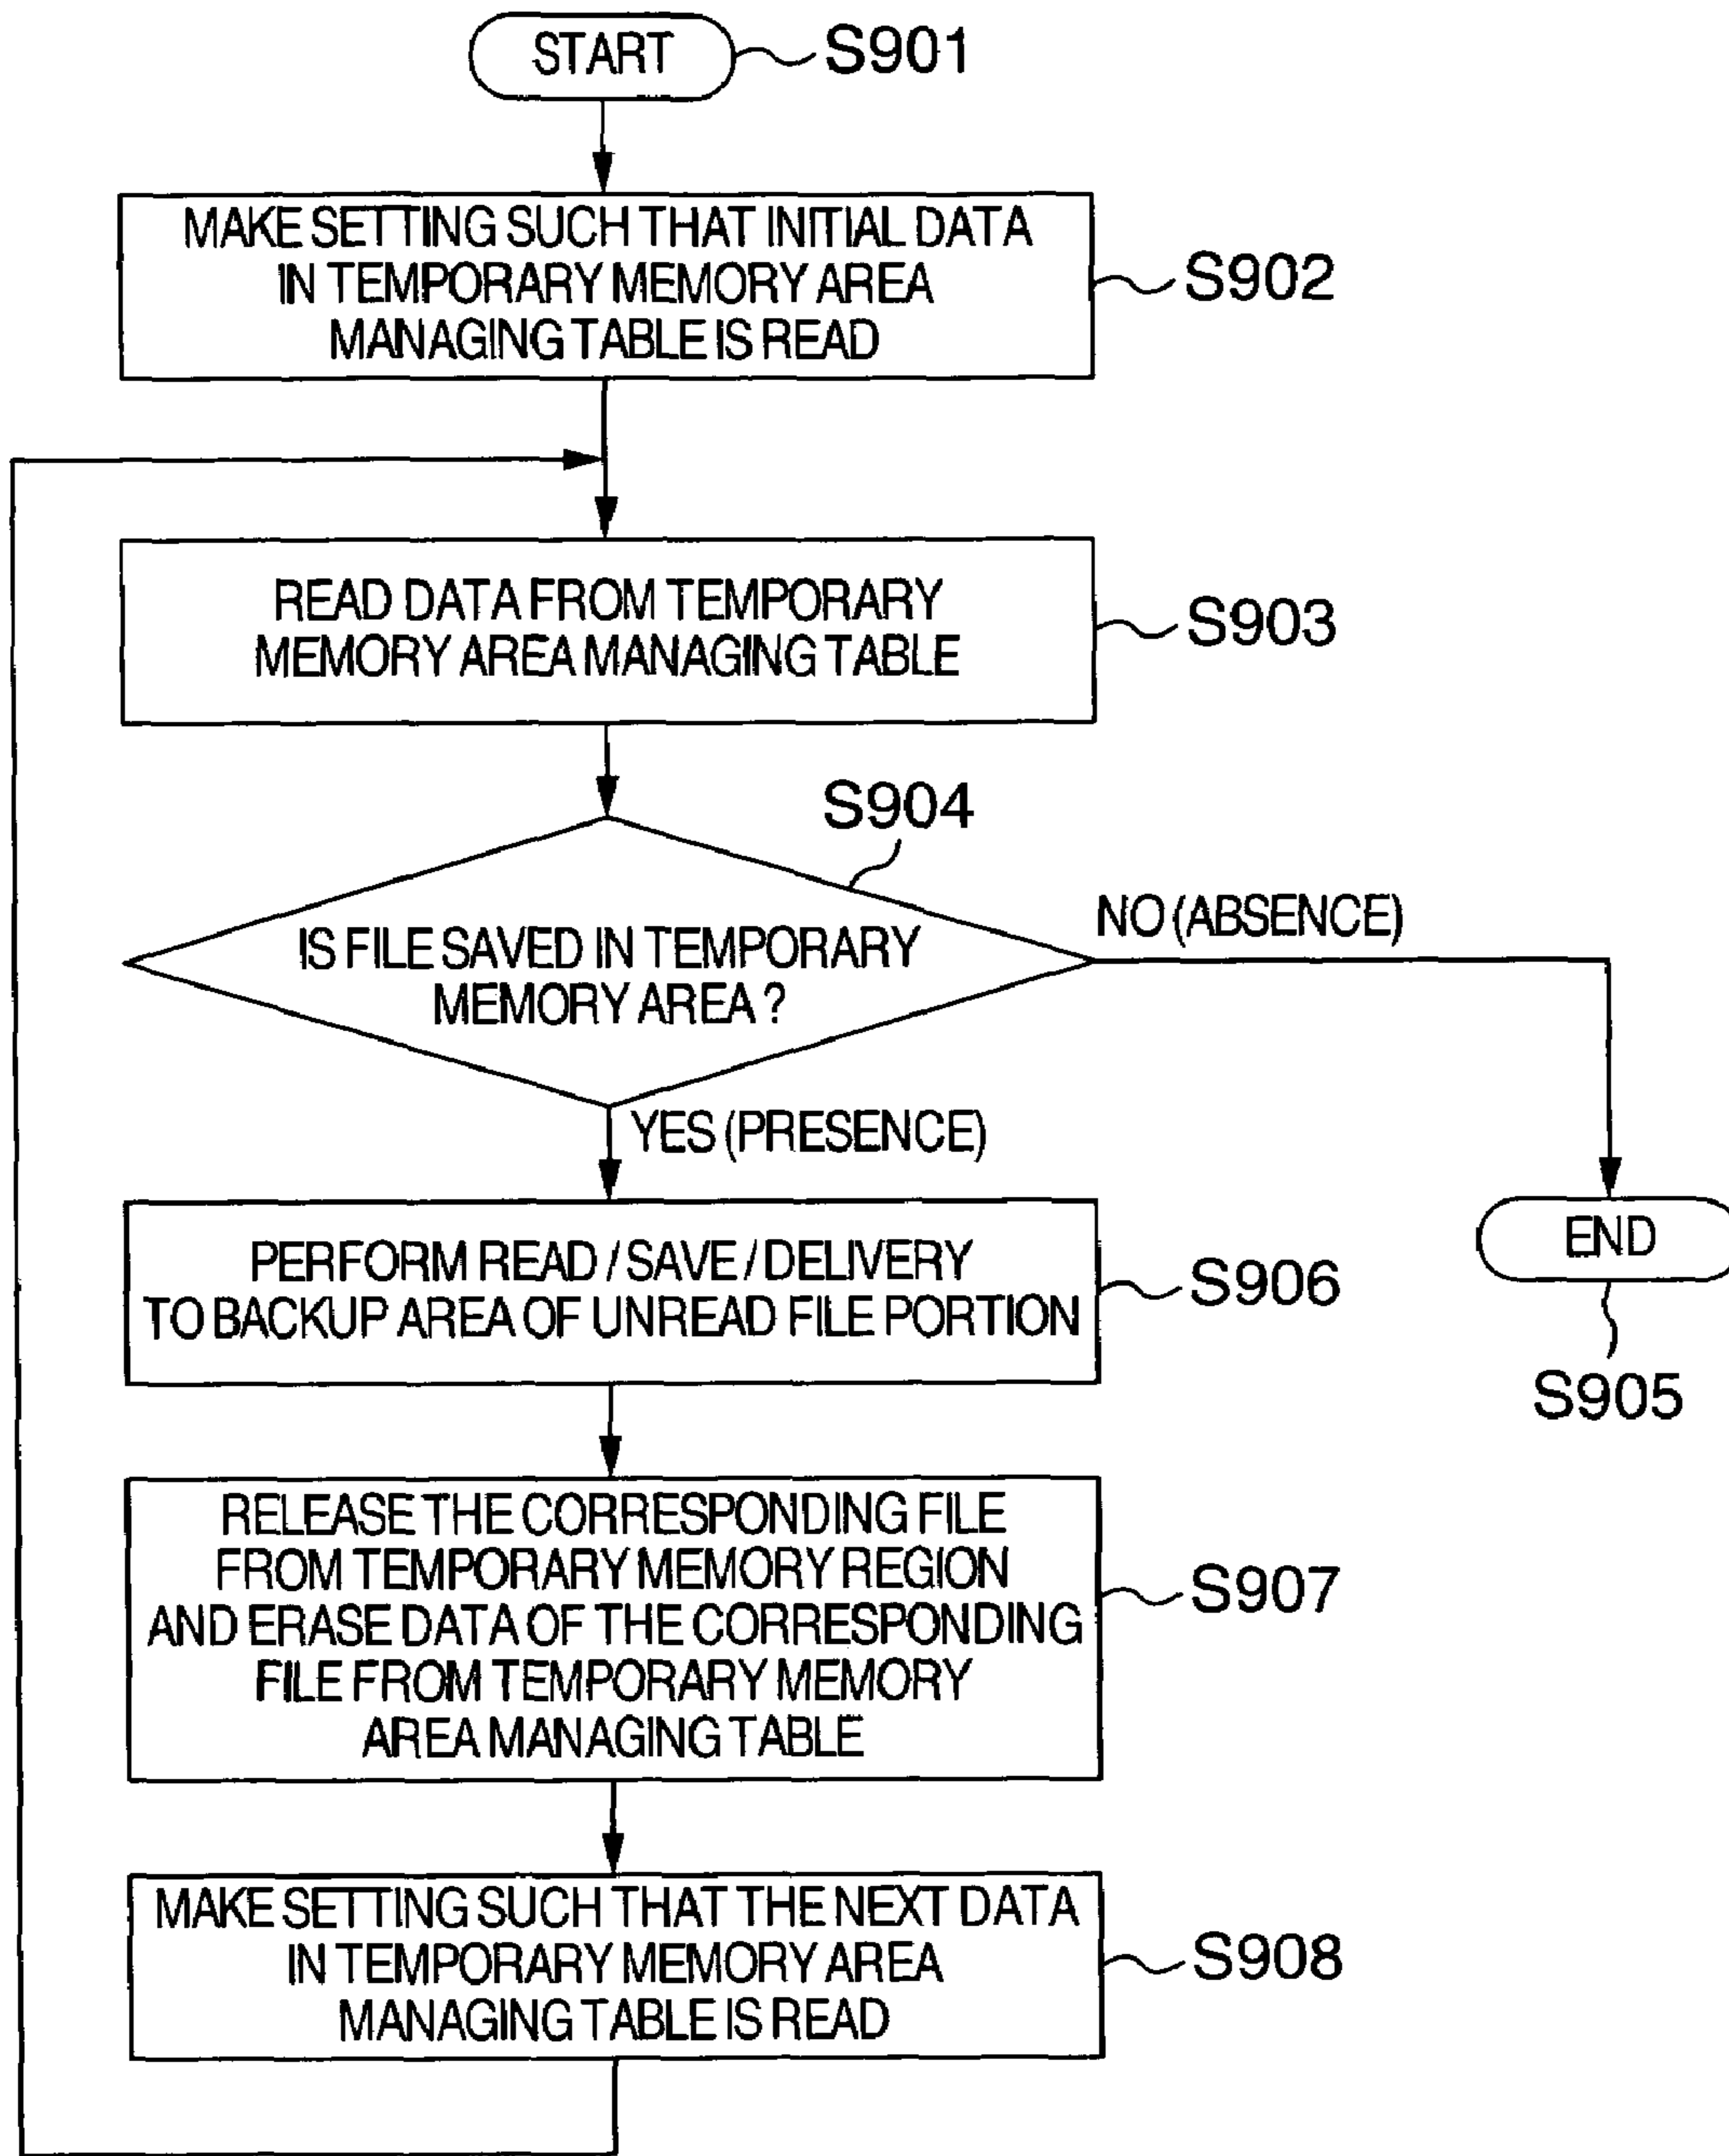 START
S901
MAKE SETTING SUCH THAT INITIAL DATA
IN TEMPORARY MEMORY AREA
MANAGING TABLE IS READ
S902
READ DATA FROM TEMPORARY
MEMORY AREA MANAGING TABLE
S903
S904
IS FILE SAVED IN TEMPORARY
MEMORY AREA?
NO (ABSENCE)
YES (PRESENCE)
END
S905
PERFORM READ / SAVE / DELIVERY
TO BACKUP AREA OF UNREAD FILE PORTION
S906
RELEASE THE CORRESPONDING FILE
FROM TEMPORARY MEMORY REGION
AND ERASE DATA OF THE CORRESPONDING
FILE FROM TEMPORARY MEMORY
AREA MANAGING TABLE
S907
MAKE SETTING SUCH THAT THE NEXT DATA
IN TEMPORARY MEMORY AREA
MANAGING TABLE IS READ
S908